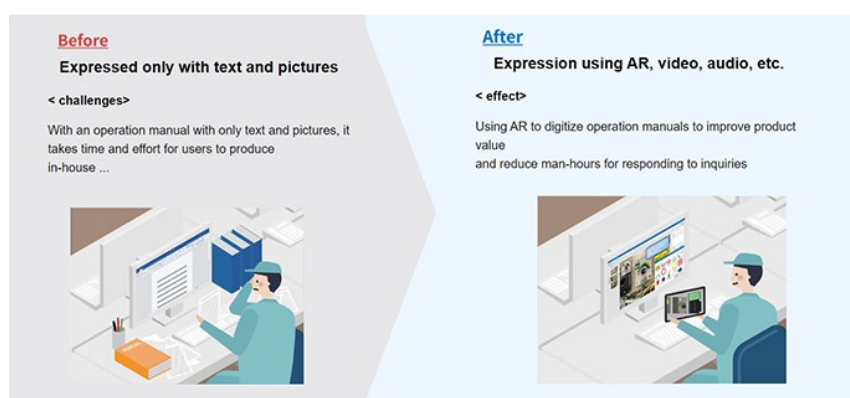 Before
Expressed only with text and pictures
< challenges>
With an operation manual with only text and pictures, it
takes time and effort for users to produce
in-house ...
After
Expression using AR, video, audio, etc.
< effect>
Using AR to digitize operation manuals to improve product
value
and reduce man-hours for responding to inquiries